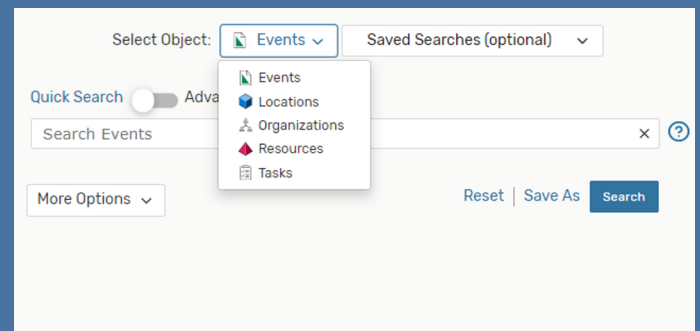 Select Object: Events Saved Searches (optional)
Events
Quick Search Adva
Locations
Organizations
Search Events
Resources
Tasks
More Options
Reset | Save As Search